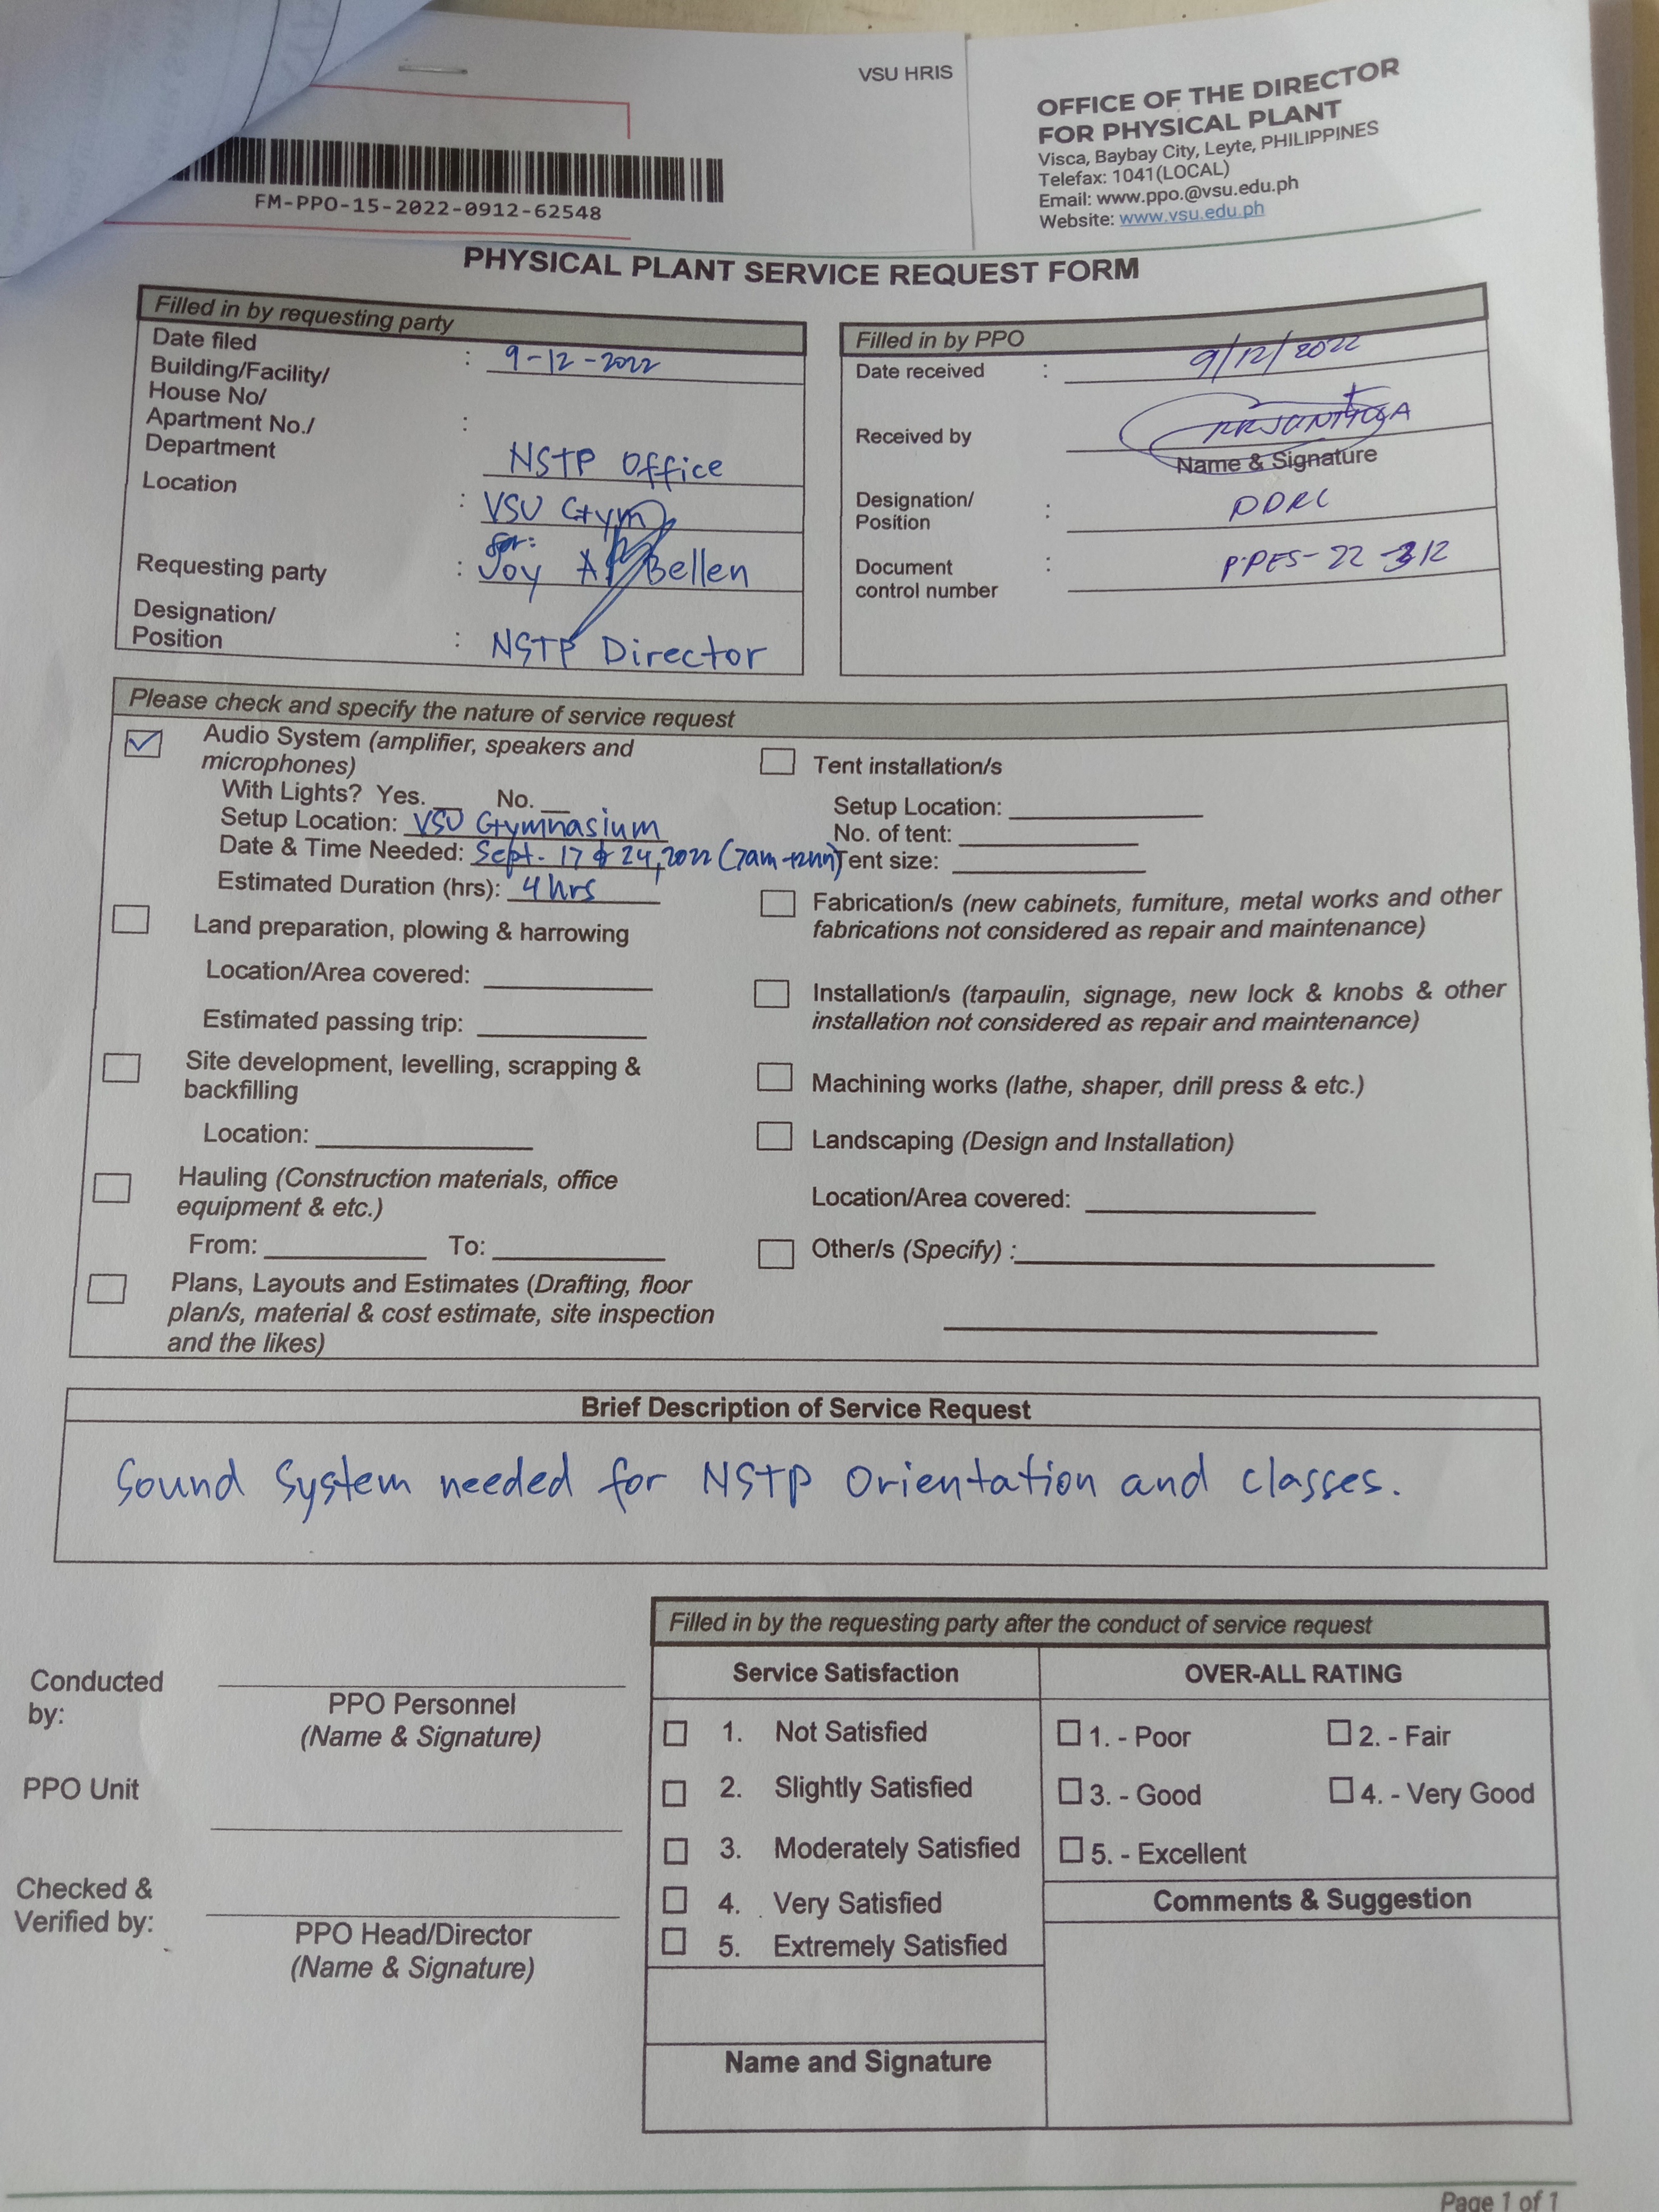 VSU HRIS
FM-PPO-15-2022-0912-62548
OFFICE OF THE DIRECTOR
FOR PHYSICAL PLANT
Visca, Baybay City, Leyte, PHILIPPINES
Telefax: 1041(LOCAL)
Email: www.ppo.@vsu.edu.ph
Website: www.vsu.edu.ph
PHYSICAL PLANT SERVICE REQUEST FORM
Filled in by requesting party
Date filed : 9-12-2022
Building/Facility/
House No/
Apartment No./ :
Department NSTP Office
Location : VSU Gym
for:
Requesting party : Joy A. Bellen
Designation/
Position : NSTP Director
Filled in by PPO
Date received : 9/12/2022
Received by
Name & Signature
Designation/
Position : DDRC
Document : PPES-22-312
control number
Please check and specify the nature of service request
Audio System (amplifier, speakers and
microphones)
With Lights? Yes. __ No. __
Setup Location: VSU Gymnasium
Date & Time Needed: Sept. 17 & 24, 2022 (7am-12nn)
Estimated Duration (hrs): 4 hrs
Land preparation, plowing & harrowing
Location/Area covered:
Estimated passing trip:
Site development, levelling, scrapping &
backfilling
Location:
Hauling (Construction materials, office
equipment & etc.)
From: To:
Plans, Layouts and Estimates (Drafting, floor
plan/s, material & cost estimate, site inspection
and the likes)
Tent installation/s
Setup Location:
No. of tent:
Tent size:
Fabrication/s (new cabinets, furniture, metal works and other
fabrications not considered as repair and maintenance)
Installation/s (tarpaulin, signage, new lock & knobs & other
installation not considered as repair and maintenance)
Machining works (lathe, shaper, drill press & etc.)
Landscaping (Design and Installation)
Location/Area covered:
Other/s (Specify) :
Brief Description of Service Request
Sound System needed for NSTP Orientation and classes.
Conducted
by:
PPO Personnel
(Name & Signature)
PPO Unit
Checked &
Verified by:
PPO Head/Director
(Name & Signature)
Filled in by the requesting party after the conduct of service request
Service Satisfaction
1. Not Satisfied
2. Slightly Satisfied
3. Moderately Satisfied
4. Very Satisfied
5. Extremely Satisfied
Name and Signature
OVER-ALL RATING
1. - Poor 2. - Fair
3. - Good 4. - Very Good
5. - Excellent
Comments & Suggestion
Page 1 of 1